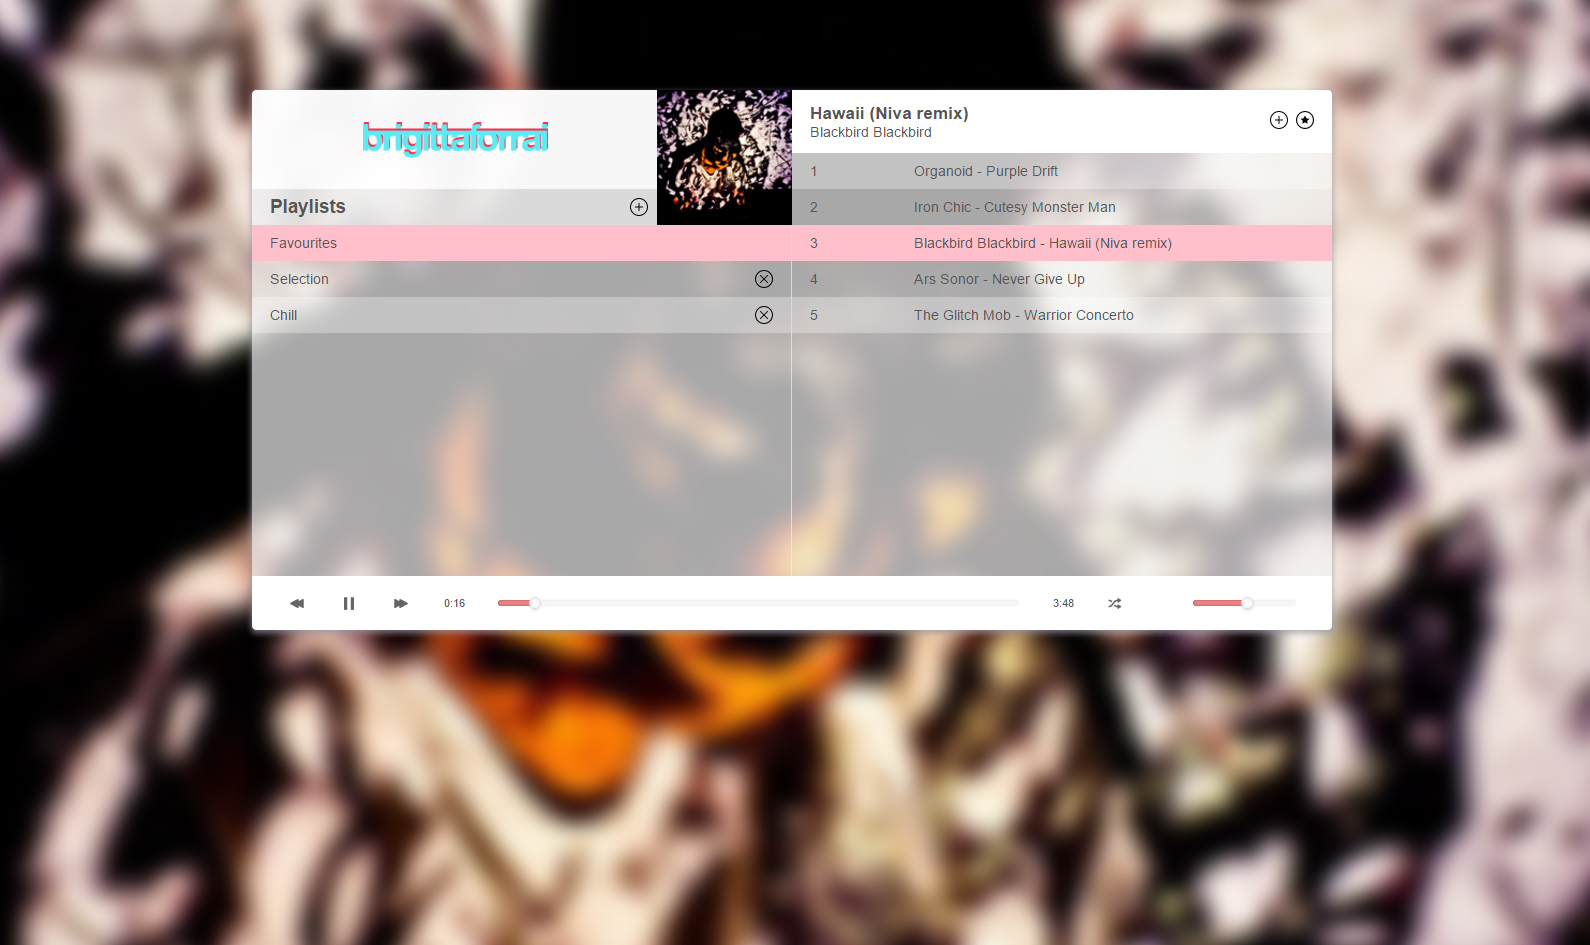 brigittaforrai
Playlists
Favourites
Selection
Chill
Hawaii (Niva remix)
Blackbird Blackbird
1 Organoid - Purple Drift
2 Iron Chic - Cutesy Monster Man
3 Blackbird Blackbird - Hawaii (Niva remix)
4 Ars Sonor - Never Give Up
5 The Glitch Mob - Warrior Concerto
0:16
3:48